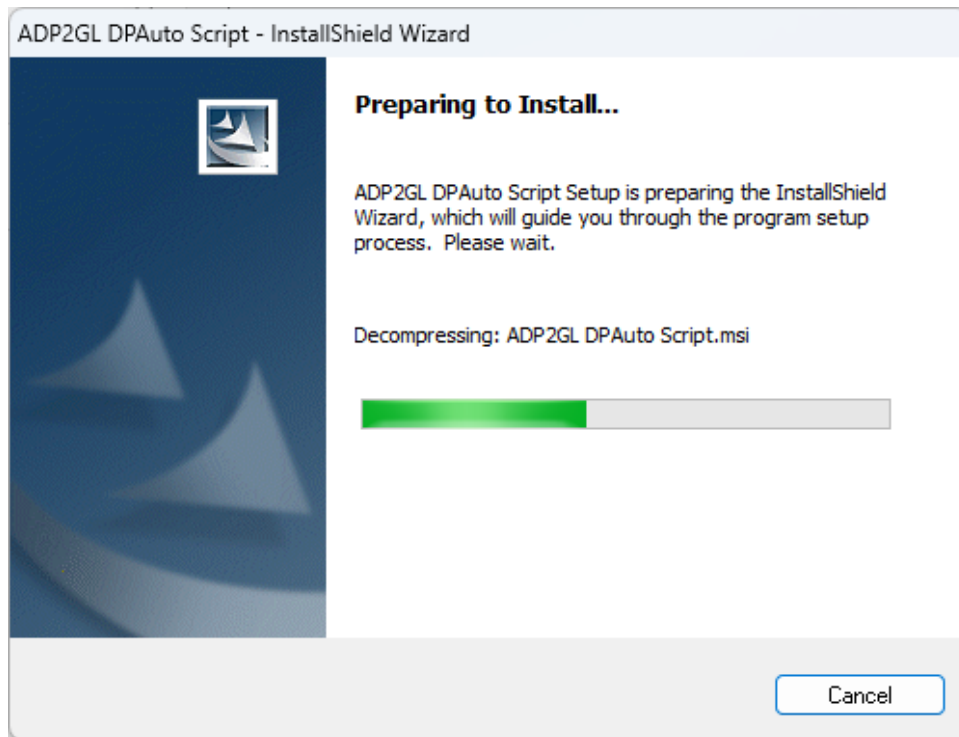 ADP2GL DPAuto Script - InstallShield Wizard
Preparing to Install...
ADP2GL DPAuto Script Setup is preparing the InstallShield
Wizard, which will guide you through the program setup
process.  Please wait.
Decompressing: ADP2GL DPAuto Script.msi
Cancel